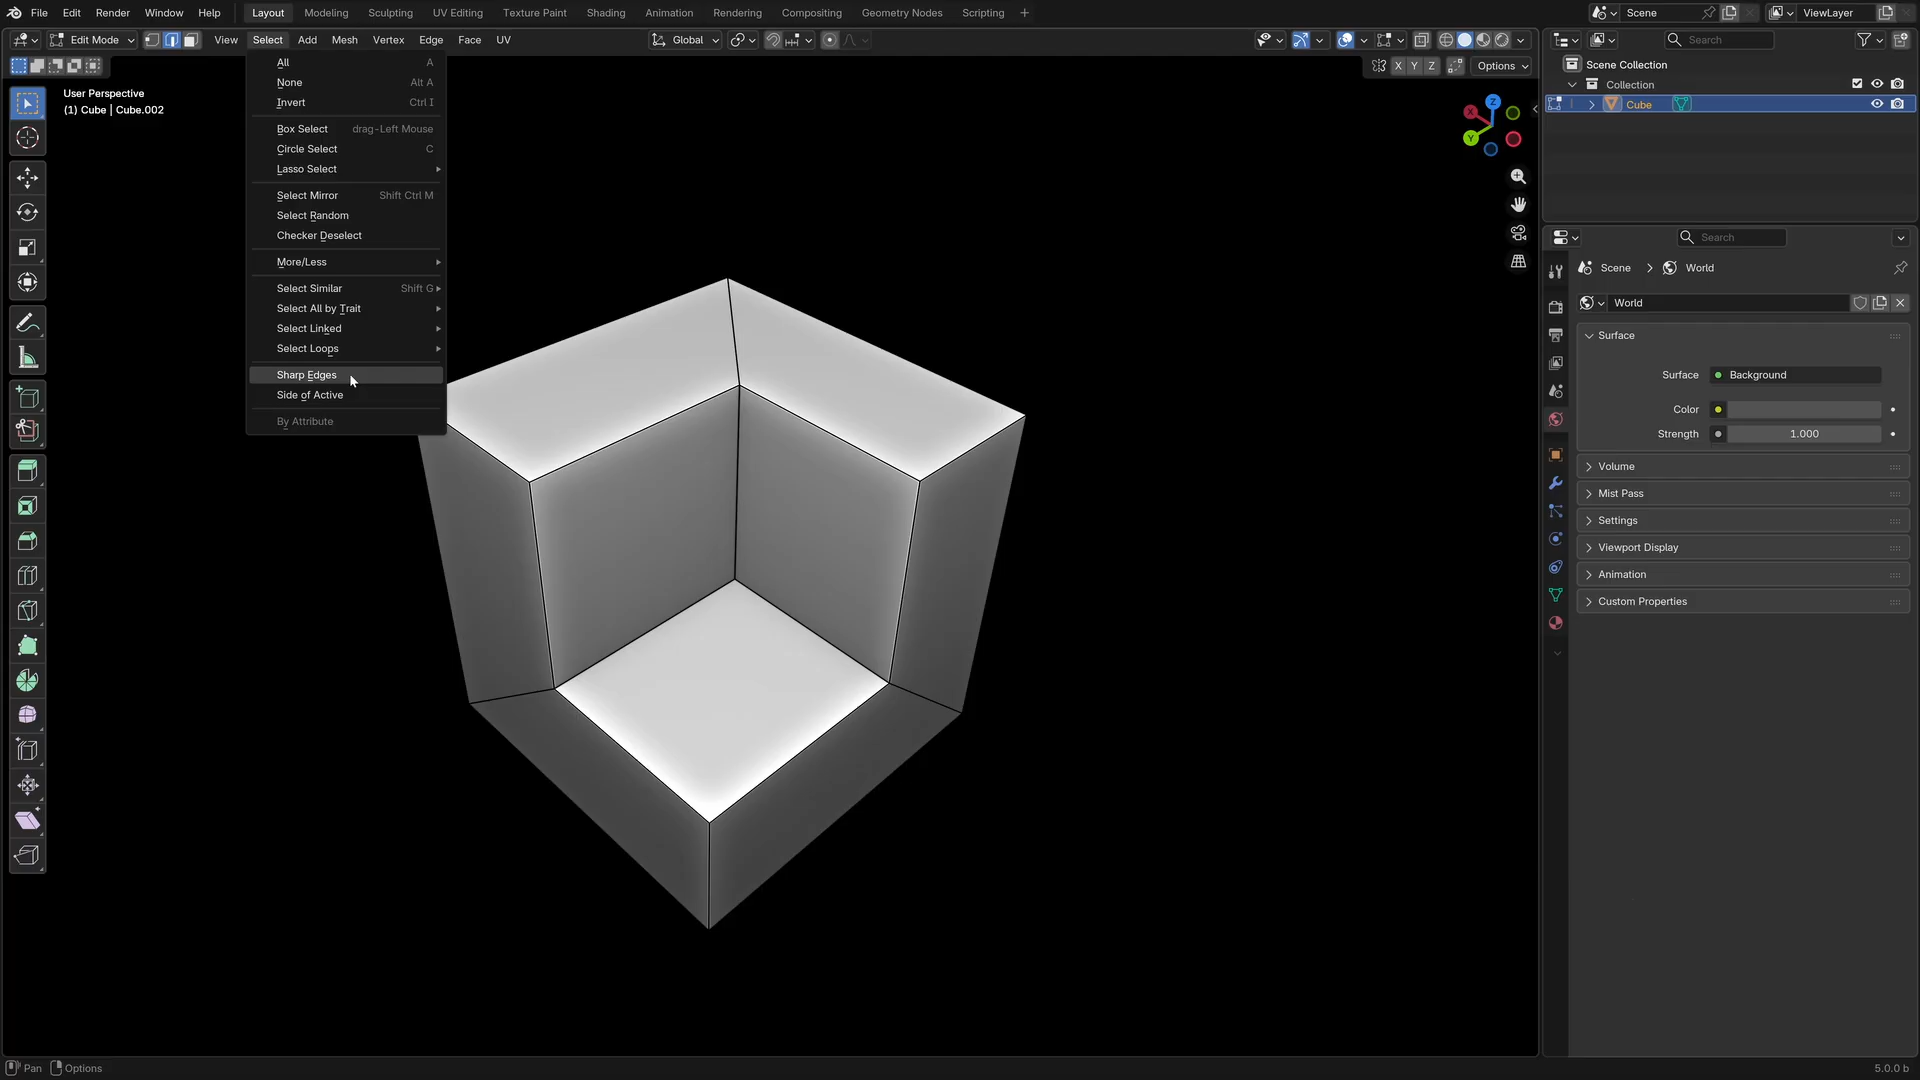 File Edit Render Window Help Layout Modeling Sculpting UV Editing Texture Paint Shading Animation Rendering Compositing Geometry Nodes Scripting + Scene ViewLayer
Edit Mode View Select Add Mesh Vertex Edge Face UV Global Search
X Y Z Options
User Perspective
(1) Cube | Cube.002
All A
None Alt A
Invert Ctrl I
Box Select drag-Left Mouse
Circle Select C
Lasso Select
Select Mirror Shift Ctrl M
Select Random
Checker Deselect
More/Less
Select Similar Shift G
Select All by Trait
Select Linked
Select Loops
Sharp Edges
Side of Active
By Attribute
X
Z
Y
Scene Collection
Collection
Cube
Search
Scene World
World
Surface
Surface Background
Color
Strength 1.000
Volume
Mist Pass
Settings
Viewport Display
Animation
Custom Properties
Pan Options 5.0.0 b